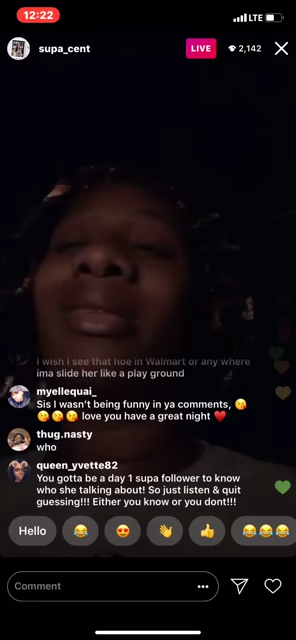 12:22
LTE
supa_cent
LIVE
2,142
I wish I see that hoe in Walmart or any where
ima slide her like a play ground
myellequai_
Sis I wasn't being funny in ya comments, 😘
😘😘😘 love you have a great night ❤️
thug.nasty
who
queen_yvette82
You gotta be a day 1 supa follower to know
who she talking about! So just listen & quit
guessing!!! Either you know or you dont!!!
Hello 😂 😍 👋 👍 😂😂😂
Comment